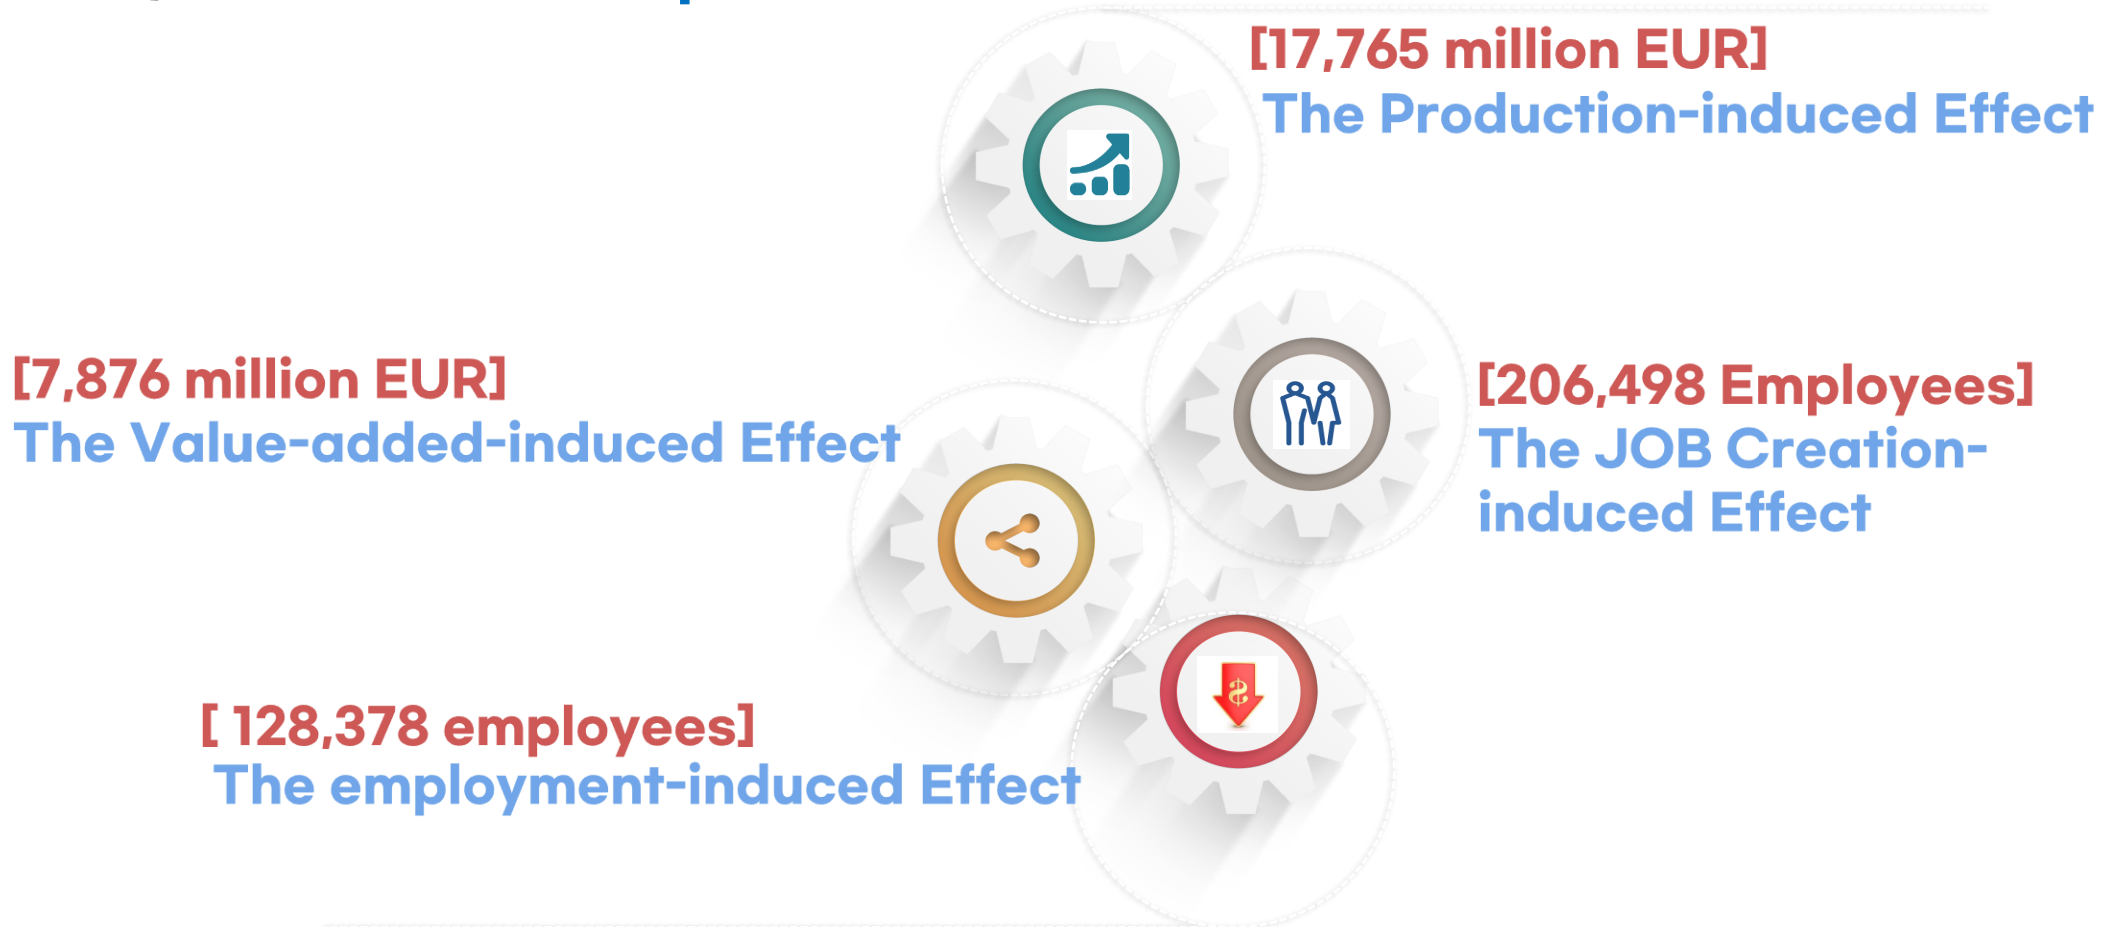 [17,765 million EUR]
The Production-induced Effect
[7,876 million EUR]
The Value-added-induced Effect
[206,498 Employees]
The JOB Creation-
induced Effect
[ 128,378 employees]
The employment-induced Effect